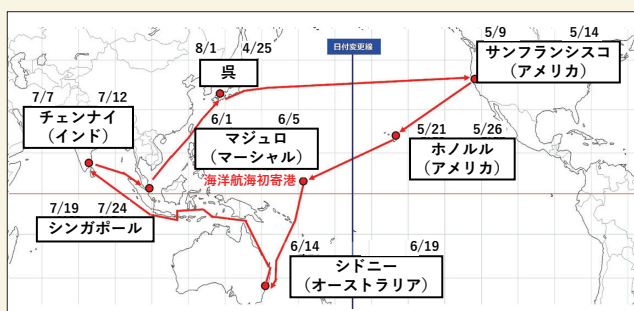 日付変更線
8/1 4/25
呉
5/9 5/14
サンフランシスコ
(アメリカ)
7/7 7/12
チェンナイ
(インド)
6/1 6/5
マジュロ
(マーシャル)
海洋航海初寄港
5/21 5/26
ホノルル
(アメリカ)
7/19 7/24
シンガポール
6/14 6/19
シドニー
(オーストラリア)